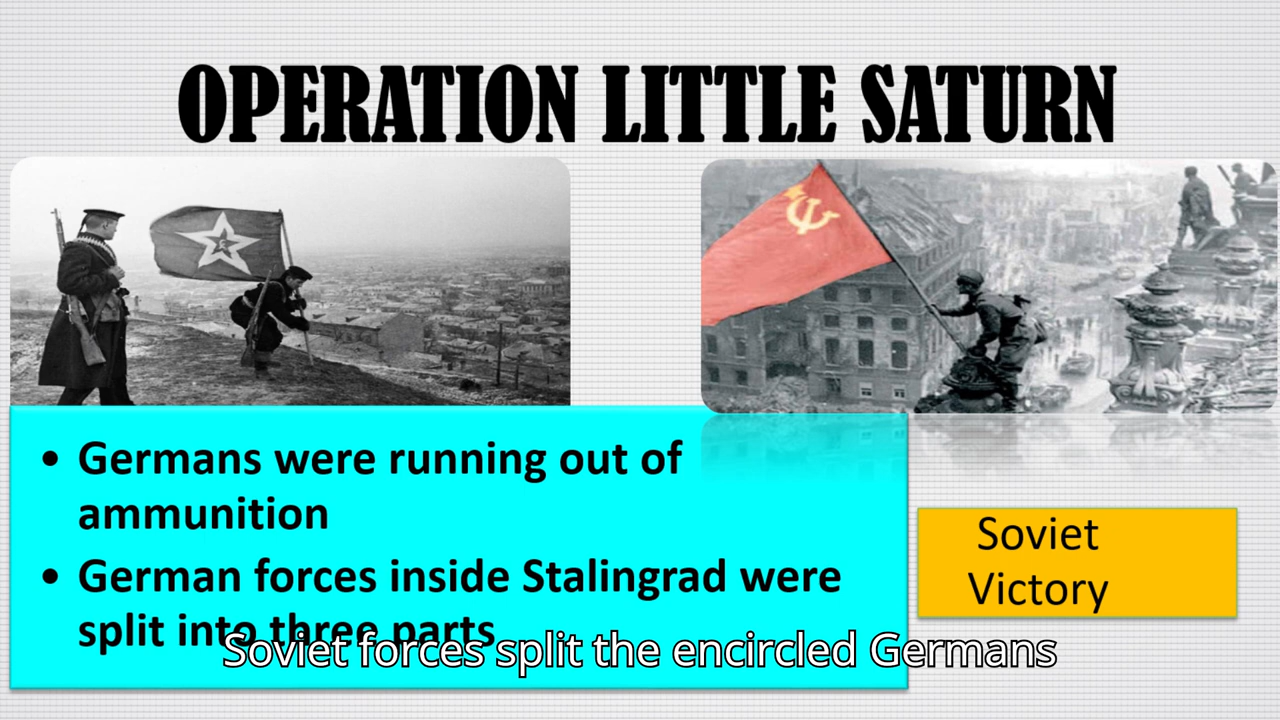 OPERATION LITTLE SATURN
• Germans were running out of
ammunition
• German forces inside Stalingrad were
split into three parts
Soviet
Victory
Soviet forces split the encircled Germans